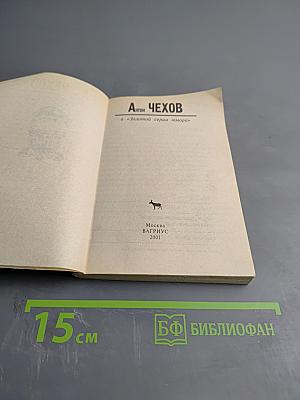 Антон ЧЕХОВ
в «Золотой серии юмора»
Москва
ВАГРИУС
2001
15 см
БФ БИБЛИОФАН